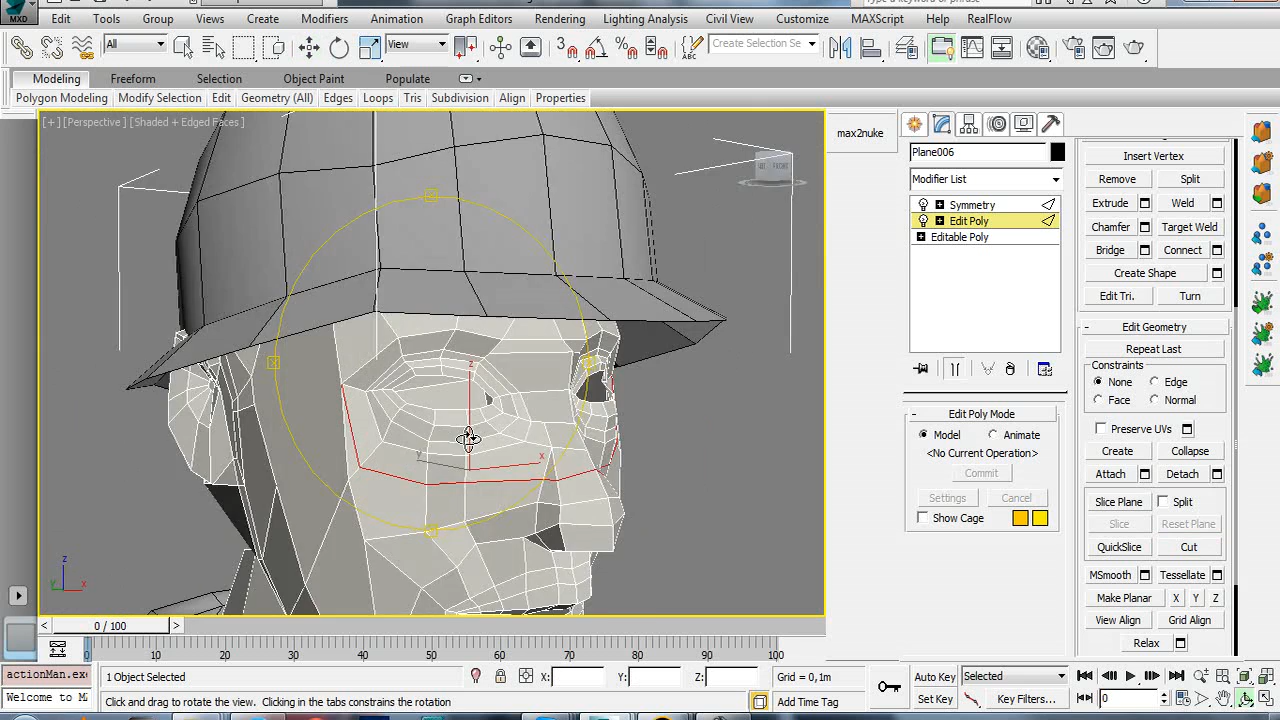 MXD
Edit Tools Group Views Create Modifiers Animation Graph Editors Rendering Lighting Analysis Civil View Customize MAXScript Help RealFlow
All View 3 ABC Create Selection Se
Modeling Freeform Selection Object Paint Populate
Polygon Modeling Modify Selection Edit Geometry (All) Edges Loops Tris Subdivision Align Properties
[+] [Perspective] [Shaded + Edged Faces]
max2nuke
Plane006
Modifier List
Symmetry
Edit Poly
Editable Poly
Edit Poly Mode
Model Animate
<No Current Operation>
Commit
Settings Cancel
Show Cage
Insert Vertex
Remove Split
Extrude Weld
Chamfer Target Weld
Bridge Connect
Create Shape
Edit Tri. Turn
Edit Geometry
Repeat Last
Constraints
None Edge
Face Normal
Preserve UVs
Create Collapse
Attach Detach
Slice Plane Split
Slice Reset Plane
QuickSlice Cut
MSmooth Tessellate
Make Planar X Y Z
View Align Grid Align
Relax
z
y x
z
y x
0 / 100
0 10 20 30 40 50 60 70 80 90 100
actionMan.ex
Welcome to M
1 Object Selected
X: Y: Z: Grid = 0,1m
Click and drag to rotate the view. Clicking in the tabs constrains the rotation
Add Time Tag
Auto Key Selected
Set Key Key Filters...
0